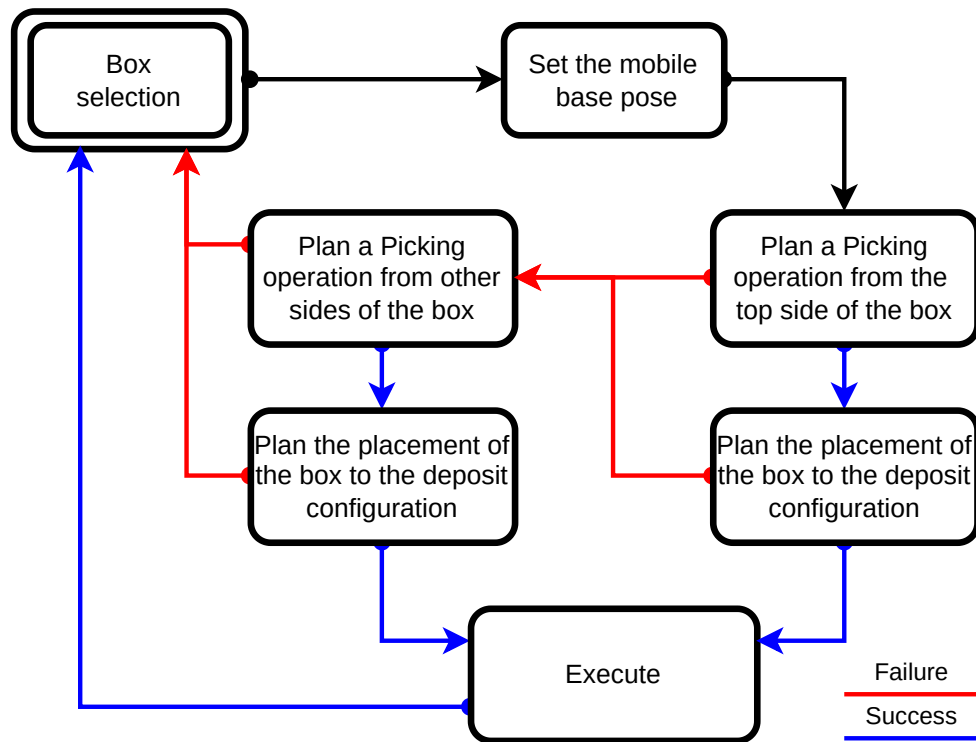 Box
selection
Set the mobile
base pose
Plan a Picking
operation from other
sides of the box
Plan a Picking
operation from the
top side of the box
Plan the placement of
the box to the deposit
configuration
Plan the placement of
the box to the deposit
configuration
Execute
Failure
Success